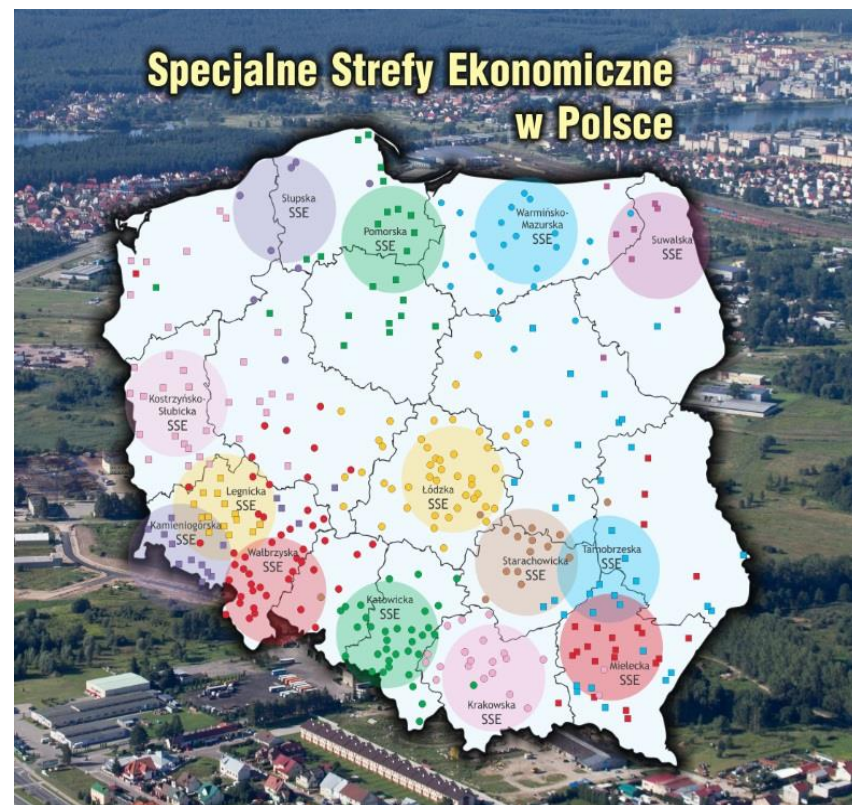 Specjalne Strefy Ekonomiczne
w Polsce
Słupska
SSE
Pomorska
SSE
Warmińsko-
Mazurska
SSE
Suwalska
SSE
Kostrzyńsko-
Słubicka
SSE
Legnicka
SSE
Łódzka
SSE
Kamiennogórska
SSE
Wałbrzyska
SSE
Starachowicka
SSE
Tarnobrzeska
SSE
Katowicka
SSE
Krakowska
SSE
Mielecka
SSE